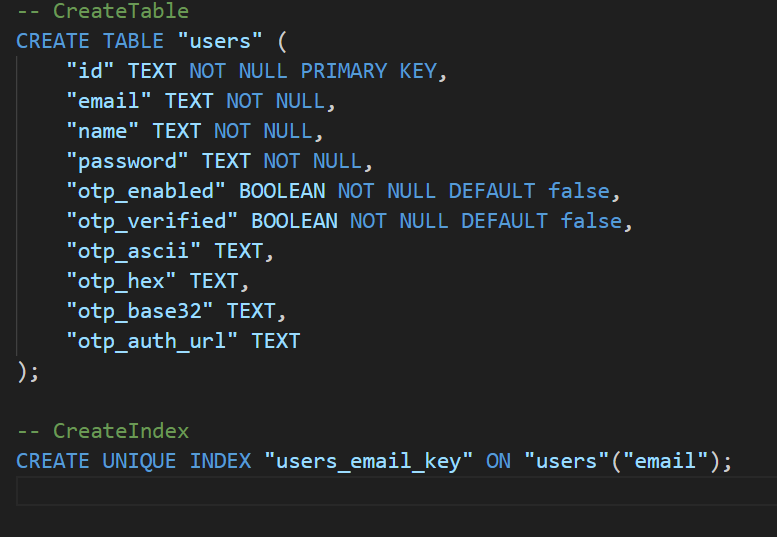 -- CreateTable
CREATE TABLE "users" (
"id" TEXT NOT NULL PRIMARY KEY,
"email" TEXT NOT NULL,
"name" TEXT NOT NULL,
"password" TEXT NOT NULL,
"otp_enabled" BOOLEAN NOT NULL DEFAULT false,
"otp_verified" BOOLEAN NOT NULL DEFAULT false,
"otp_ascii" TEXT,
"otp_hex" TEXT,
"otp_base32" TEXT,
"otp_auth_url" TEXT
);
-- CreateIndex
CREATE UNIQUE INDEX "users_email_key" ON "users"("email");